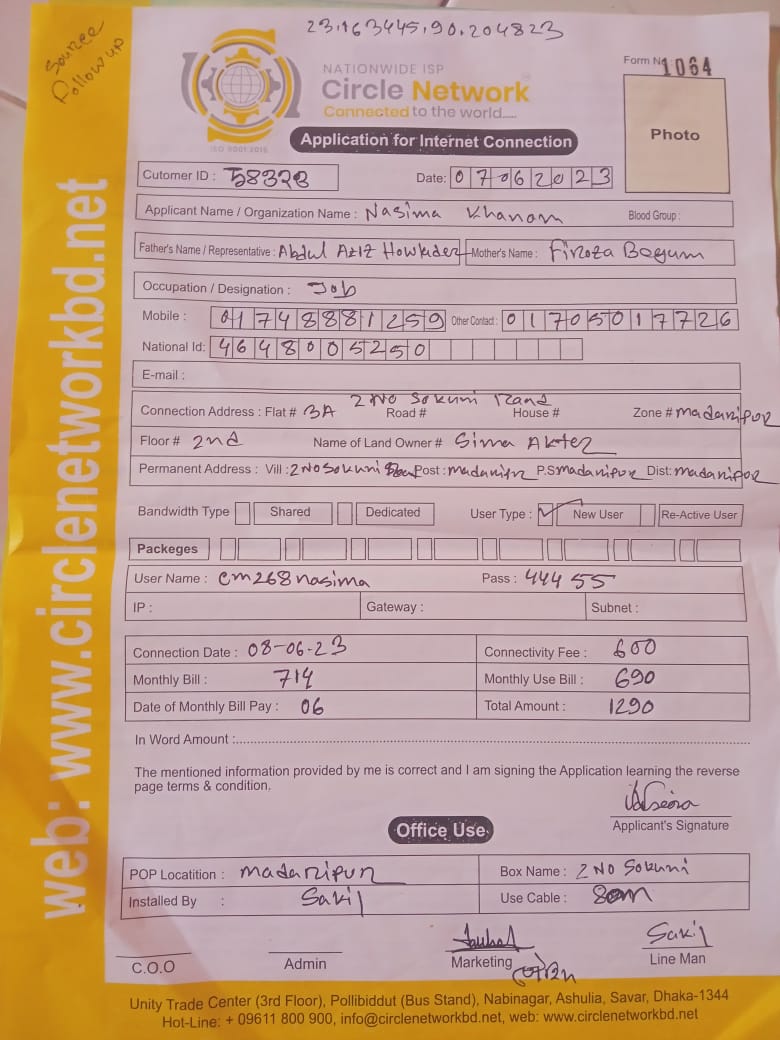 23.163445,90.204823
Source
Follow up
NATIONWIDE ISP
Circle Network
Connected to the world.....
ISO 9001:2015
Form No 1064
Application for Internet Connection
Photo
Cutomer ID : 58323
Date: 07062023
Applicant Name / Organization Name : Nasima Khanom Blood Group :
Father's Name / Representative : Abdul Aziz Howlader Mother's Name : Firoza Begum
Occupation / Designation : Job
Mobile : 01748881259 Other Contact : 01705017726
National Id: 4648005250
E-mail :
2 NO Sokuni Road
Connection Address : Flat # 3A Road # House # Zone # madaripur
Floor # 2nd Name of Land Owner # Sima Akter
Permanent Address : Vill : 2 NO Sokuni Post : madaripur P.S madaripur Dist: madaripur
Bandwidth Type Shared Dedicated User Type : New User Re-Active User
Packeges
User Name : cm268nasima Pass : 44455
IP : Gateway : Subnet :
Connection Date : 08-06-23 Connectivity Fee : 600
Monthly Bill : 714 Monthly Use Bill : 690
Date of Monthly Bill Pay : 06 Total Amount : 1290
In Word Amount :
The mentioned information provided by me is correct and I am signing the Application learning the reverse
page terms & condition.
Applicant's Signature
Office Use
POP Locatition : madaripur Box Name : 2 NO Sokuni
Installed By : Sakil Use Cable : 80m
Sakil
C.O.O Admin Marketing Line Man
Unity Trade Center (3rd Floor), Pollibiddut (Bus Stand), Nabinagar, Ashulia, Savar, Dhaka-1344
Hot-Line: + 09611 800 900, info@circlenetworkbd.net, web: www.circlenetworkbd.net
web: www.circlenetworkbd.net